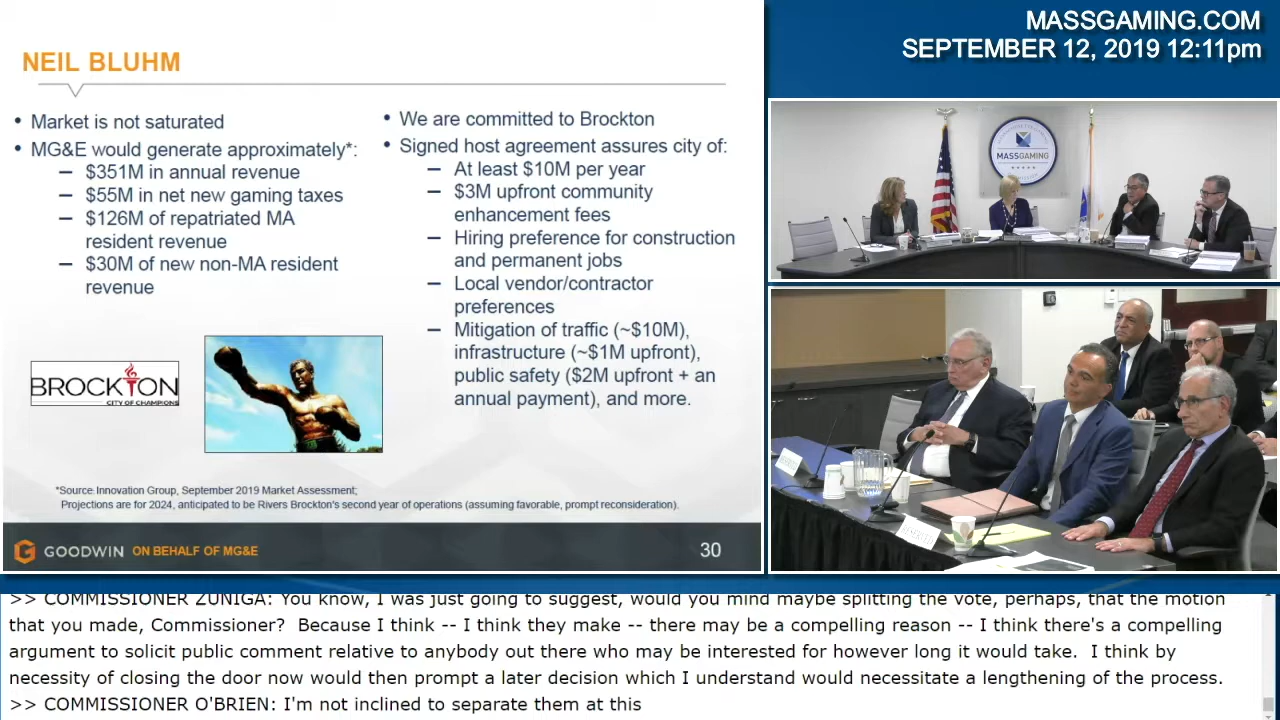 MASSGAMING.COM
SEPTEMBER 12, 2019 12:11pm
NEIL BLUHM
• Market is not saturated
• MG&E would generate approximately*:
– $351M in annual revenue
– $55M in net new gaming taxes
– $126M of repatriated MA
resident revenue
– $30M of new non-MA resident
revenue
• We are committed to Brockton
• Signed host agreement assures city of:
– At least $10M per year
– $3M upfront community
enhancement fees
– Hiring preference for construction
and permanent jobs
– Local vendor/contractor
preferences
– Mitigation of traffic (~$10M),
infrastructure (~$1M upfront),
public safety ($2M upfront + an
annual payment), and more.
BROCKTON
CITY OF CHAMPIONS
*Source: Innovation Group, September 2019 Market Assessment;
Projections are for 2024, anticipated to be Rivers Brockton's second year of operations (assuming favorable, prompt reconsideration).
GOODWIN ON BEHALF OF MG&E
30
MASSGAMING
RESERVED
>> COMMISSIONER ZUNIGA: You know, I was just going to suggest, would you mind maybe splitting the vote, perhaps, that the motion
that you made, Commissioner? Because I think -- I think they make -- there may be a compelling reason -- I think there's a compelling
argument to solicit public comment relative to anybody out there who may be interested for however long it would take. I think by
necessity of closing the door now would then prompt a later decision which I understand would necessitate a lengthening of the process.
>> COMMISSIONER O'BRIEN: I'm not inclined to separate them at this